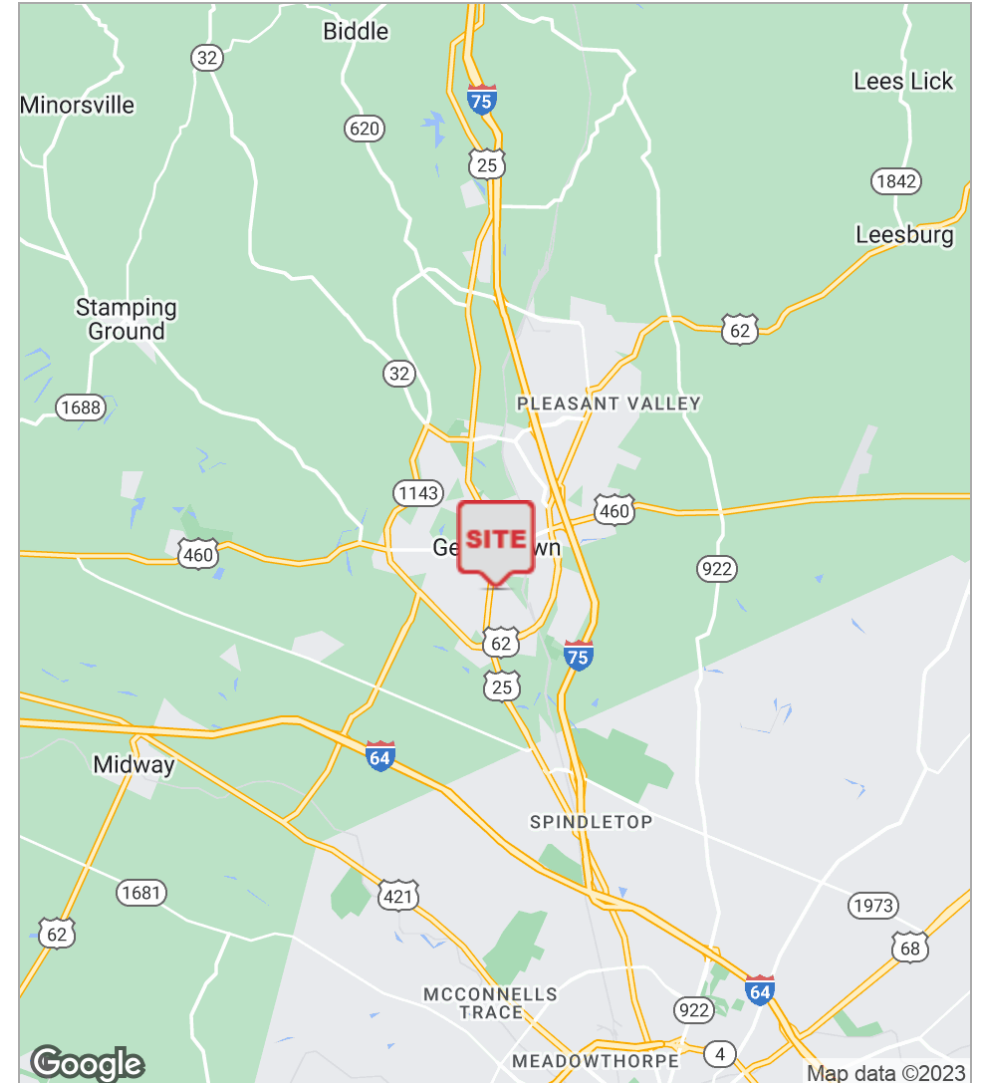 Biddle
32
75
Lees Lick
Minorsville
620
25
1842
Leesburg
Stamping
Ground
62
32
1688
PLEASANT VALLEY
1143
460
SITE
460
922
62
75
25
64
Midway
SPINDLETOP
1681
421
1973
62
68
MCCONNELLS
TRACE
64
922
4
MEADOWTHORPE
Google
Map data ©2023